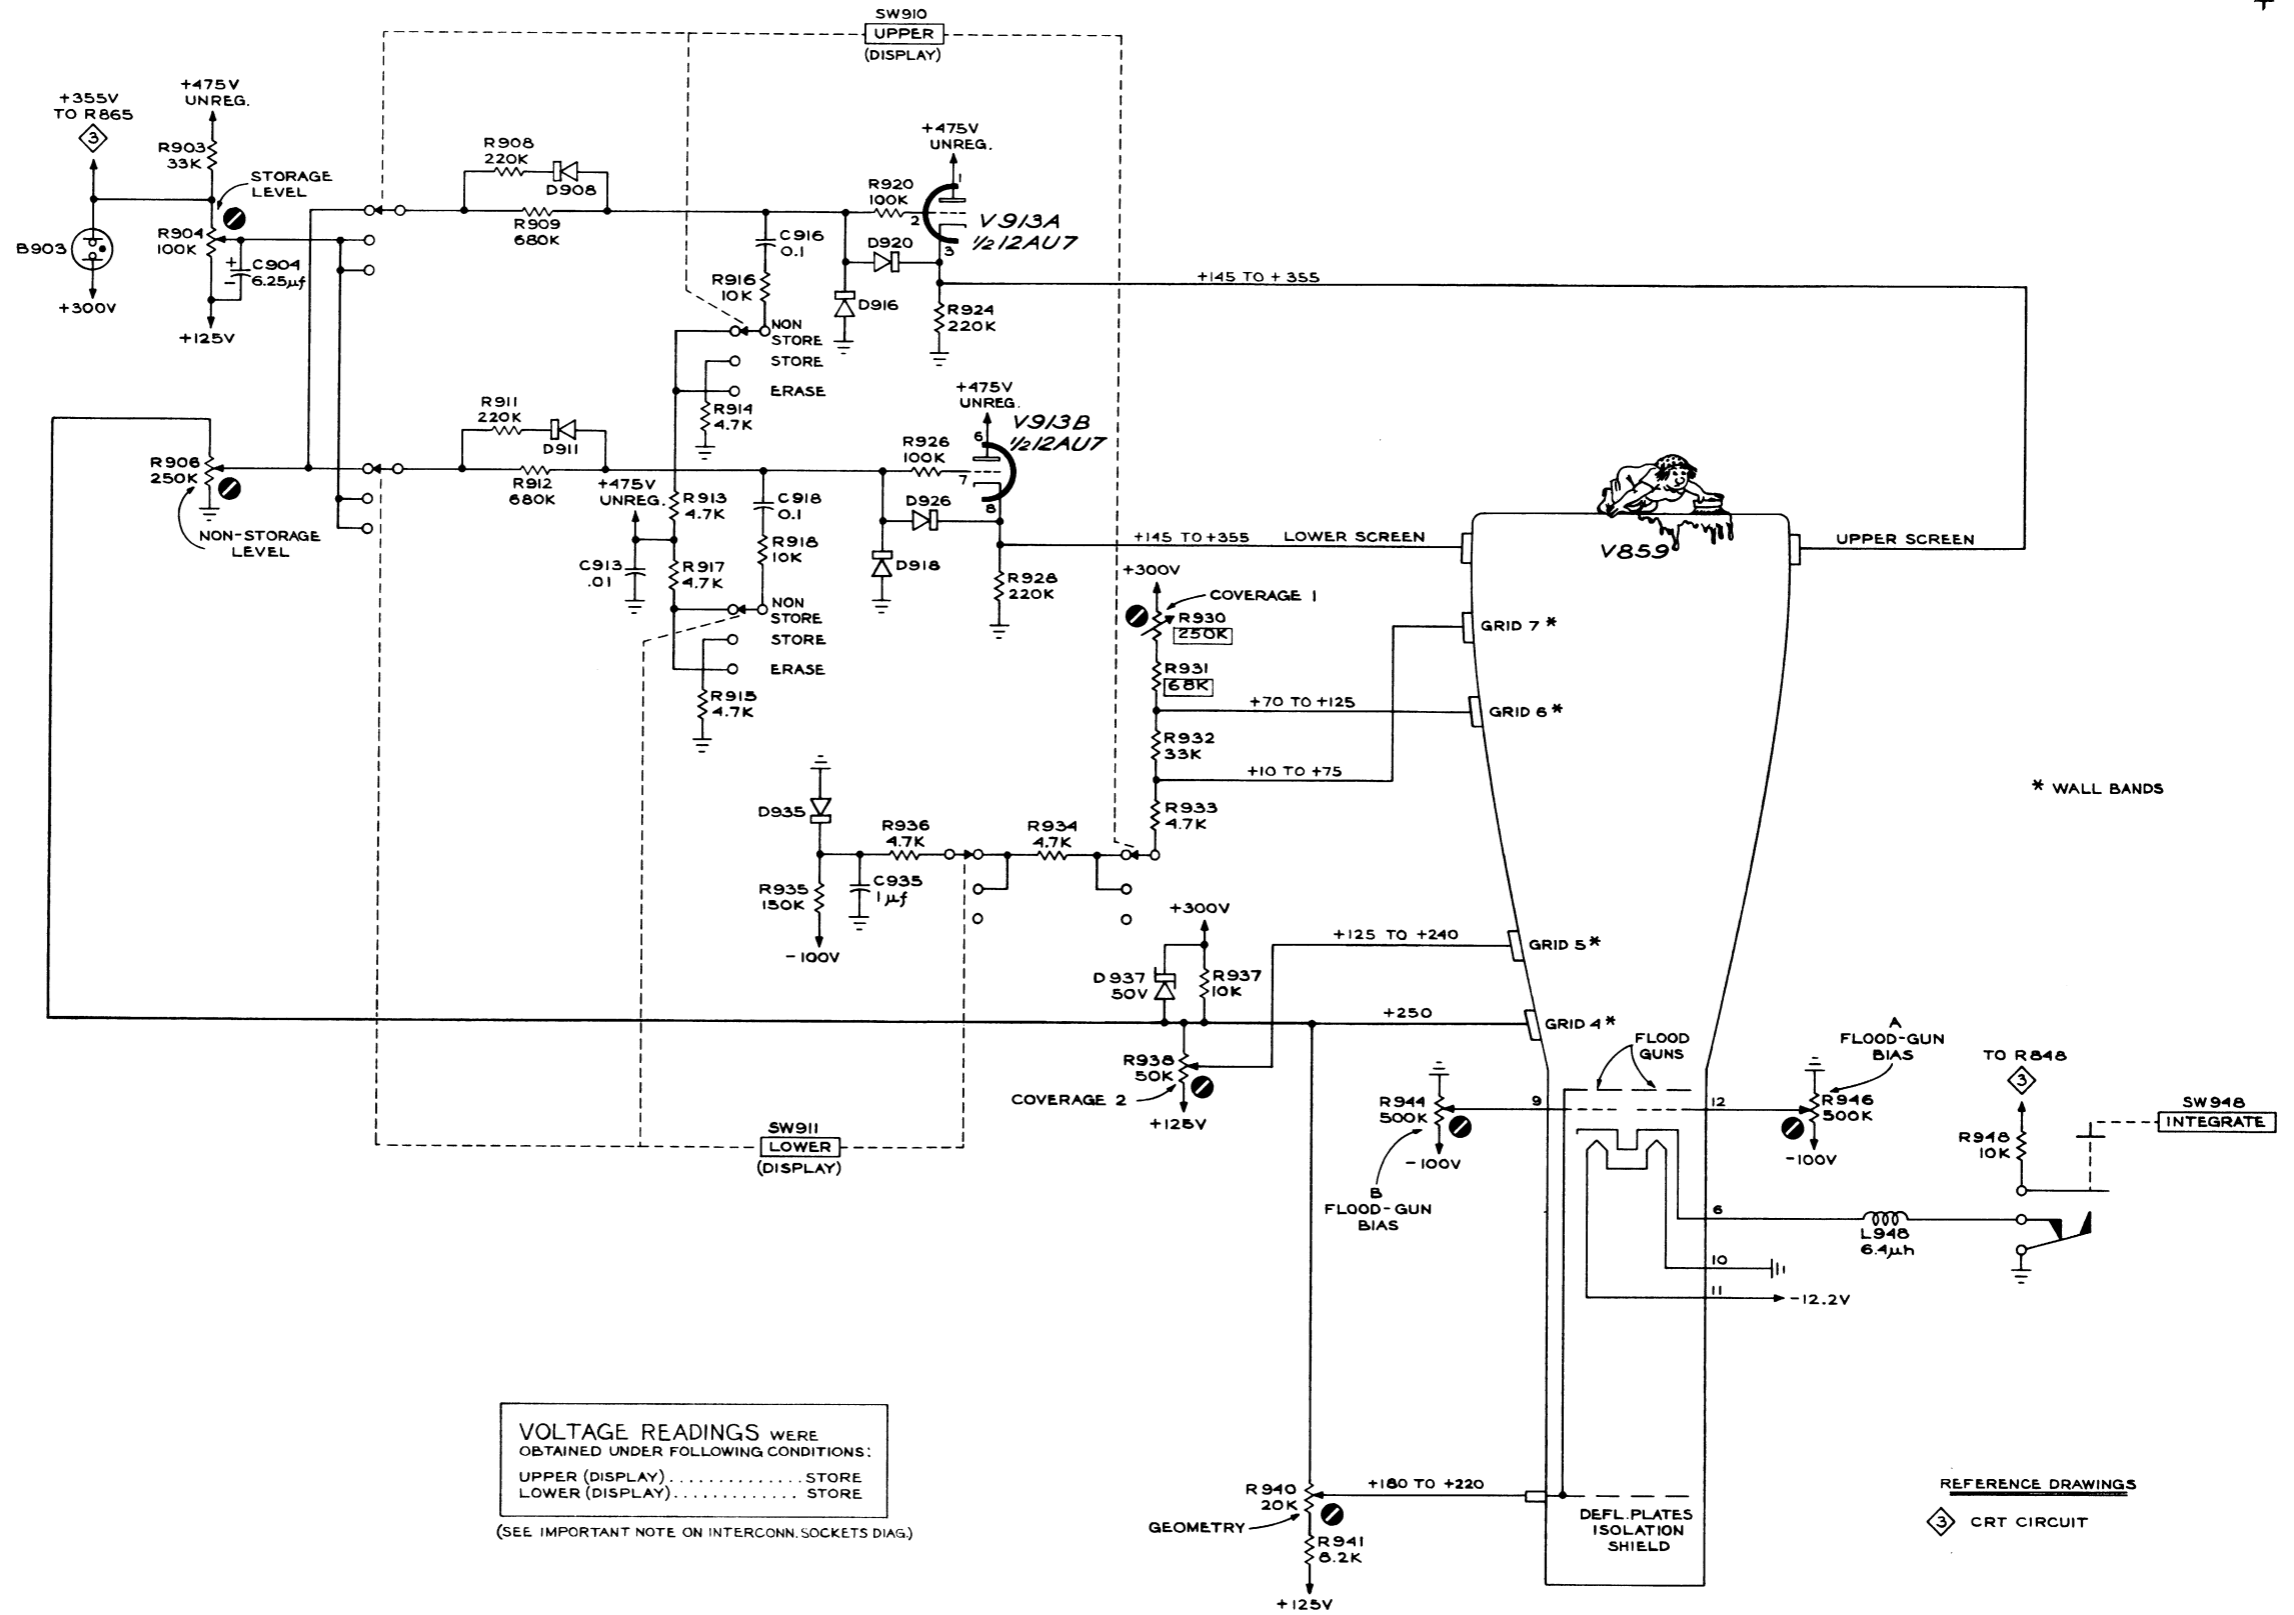 SW910
UPPER
(DISPLAY)
+475V
UNREG.
+355V
TO R865
3
R903
33K
STORAGE
LEVEL
R904
100K
B903
C904
6.25µf
+
-
+300V
+125V
R908
220K
D908
R909
680K
+475V
UNREG.
R920
100K
1
2
3
V913A
½12AU7
C916
0.1
D920
R916
10K
D916
R924
220K
+145 TO +355
NON
STORE
STORE
ERASE
R914
4.7K
R911
220K
D911
R912
680K
R906
250K
NON-STORAGE
LEVEL
+475V
UNREG.
V913B
½12AU7
6
7
8
R926
100K
+475V
UNREG.
R913
4.7K
C918
0.1
D926
R918
10K
C913
.01
R917
4.7K
D918
R928
220K
+145 TO +355
LOWER SCREEN
V859
UPPER SCREEN
NON
STORE
STORE
ERASE
R915
4.7K
+300V
COVERAGE 1
R930
250K
R931
68K
GRID 7*
+70 TO +125
GRID 6*
R932
33K
+10 TO +75
R933
4.7K
* WALL BANDS
D935
R936
4.7K
R934
4.7K
R935
150K
C935
1µf
-100V
+300V
+125 TO +240
GRID 5*
D937
50V
R937
10K
+250
GRID 4*
R938
50K
COVERAGE 2
+125V
FLOOD
GUNS
A
FLOOD-GUN
BIAS
TO R848
3
R944
500K
9
12
R946
500K
-100V
-100V
B
FLOOD-GUN
BIAS
SW948
INTEGRATE
R948
10K
6
L948
6.4µh
10
11
-12.2V
SW911
LOWER
(DISPLAY)
VOLTAGE READINGS WERE
OBTAINED UNDER FOLLOWING CONDITIONS:
UPPER (DISPLAY).............. STORE
LOWER (DISPLAY)............. STORE
(SEE IMPORTANT NOTE ON INTERCONN. SOCKETS DIAG.)
R940
20K
+180 TO +220
GEOMETRY
R941
8.2K
+125V
DEFL. PLATES
ISOLATION
SHIELD
REFERENCE DRAWINGS
3 CRT CIRCUIT